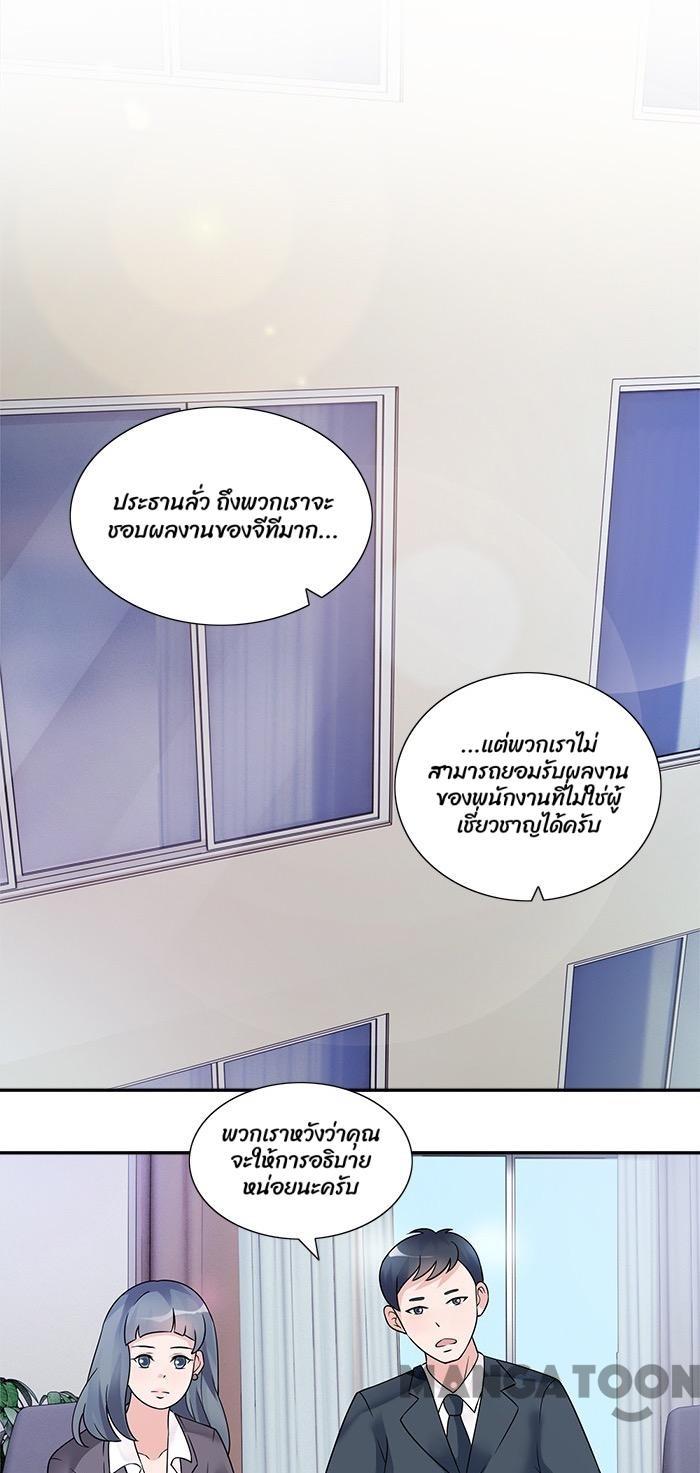 ประธานลั่ว ถึงพวกเราจะ
ชอบผลงานของจีทีมาก...
...แต่พวกเราไม่
สามารถยอมรับผลงาน
ของพนักงานที่ไม่ใช่ผู้
เชี่ยวชาญได้ครับ
พวกเราหวังว่าคุณ
จะให้การอธิบาย
หน่อยนะครับ
MANGATOON